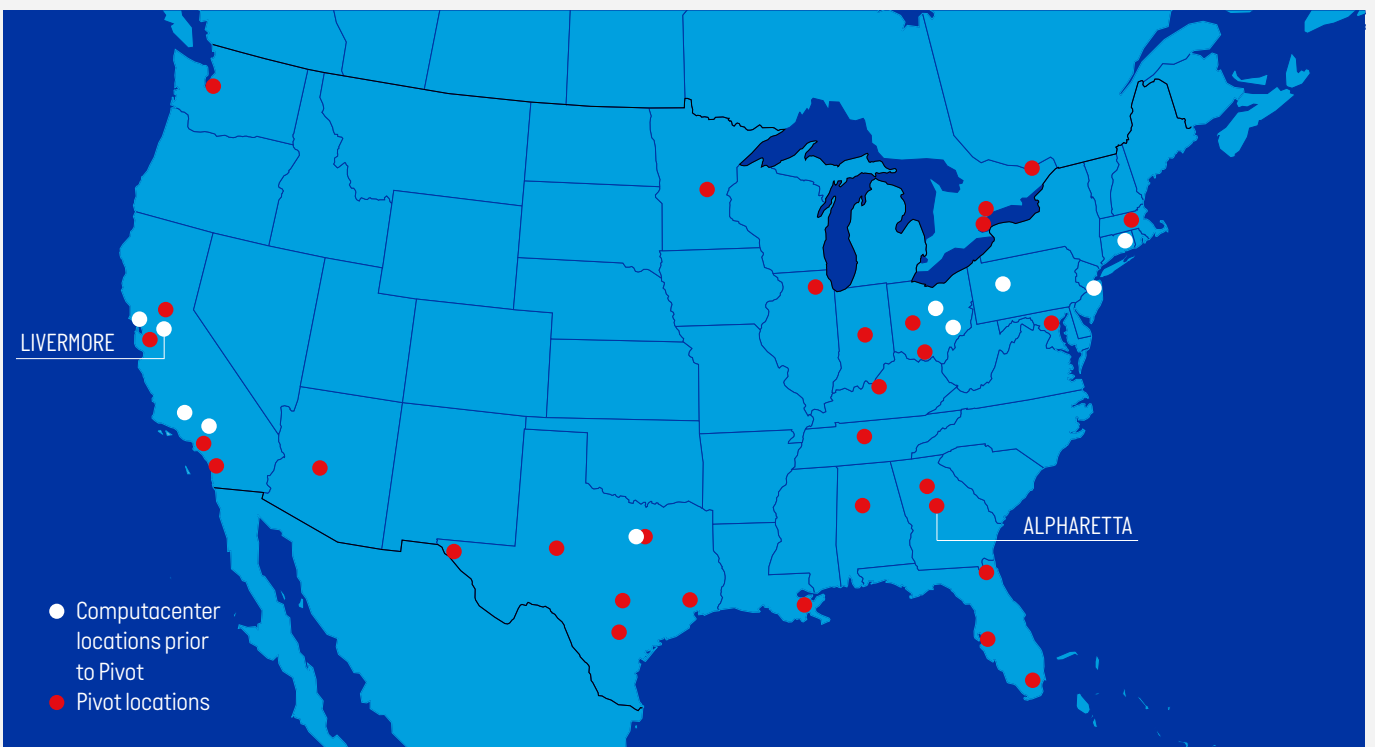 LIVERMORE
ALPHARETTA
Computacenter
locations prior
to Pivot
Pivot locations